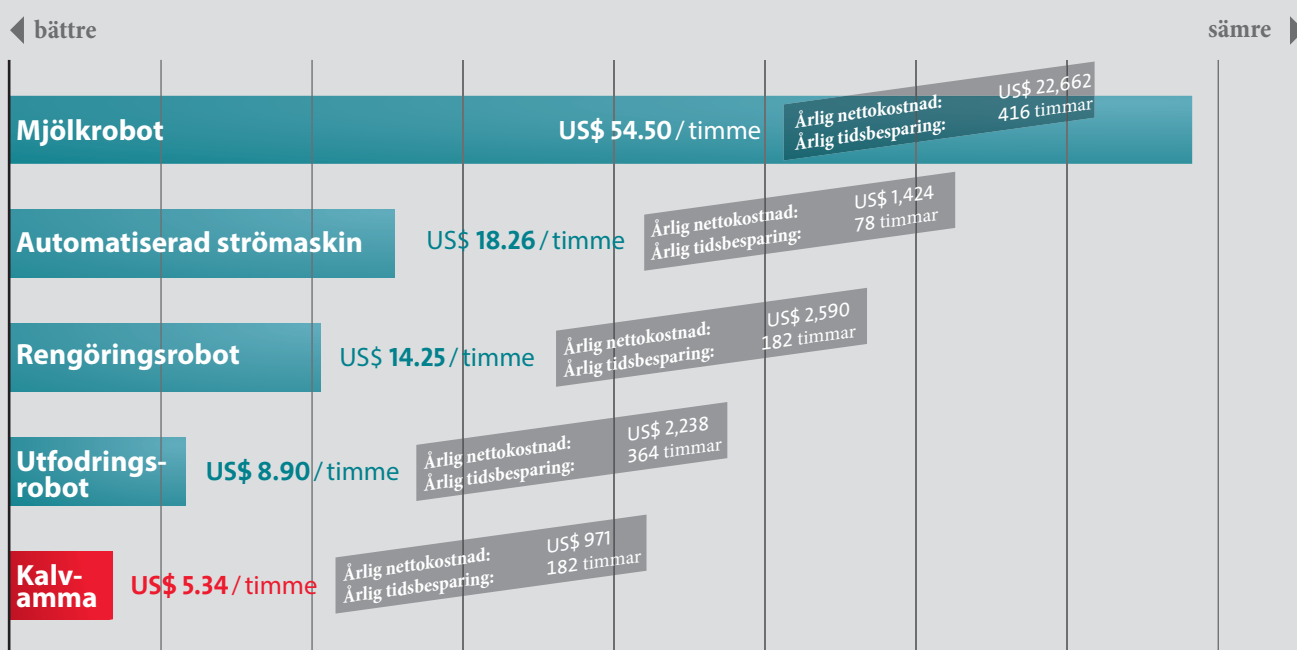 bättre
sämre
Mjölkrobot
US$ 54.50 / timme
Årlig nettokostnad: US$ 22,662
Årlig tidsbesparing: 416 timmar
Automatiserad strömaskin
US$ 18.26 / timme
Årlig nettokostnad: US$ 1,424
Årlig tidsbesparing: 78 timmar
Rengöringsrobot
US$ 14.25 / timme
Årlig nettokostnad: US$ 2,590
Årlig tidsbesparing: 182 timmar
Utfodrings-
robot
US$ 8.90 / timme
Årlig nettokostnad: US$ 2,238
Årlig tidsbesparing: 364 timmar
Kalv-
amma
US$ 5.34 / timme
Årlig nettokostnad: US$ 971
Årlig tidsbesparing: 182 timmar